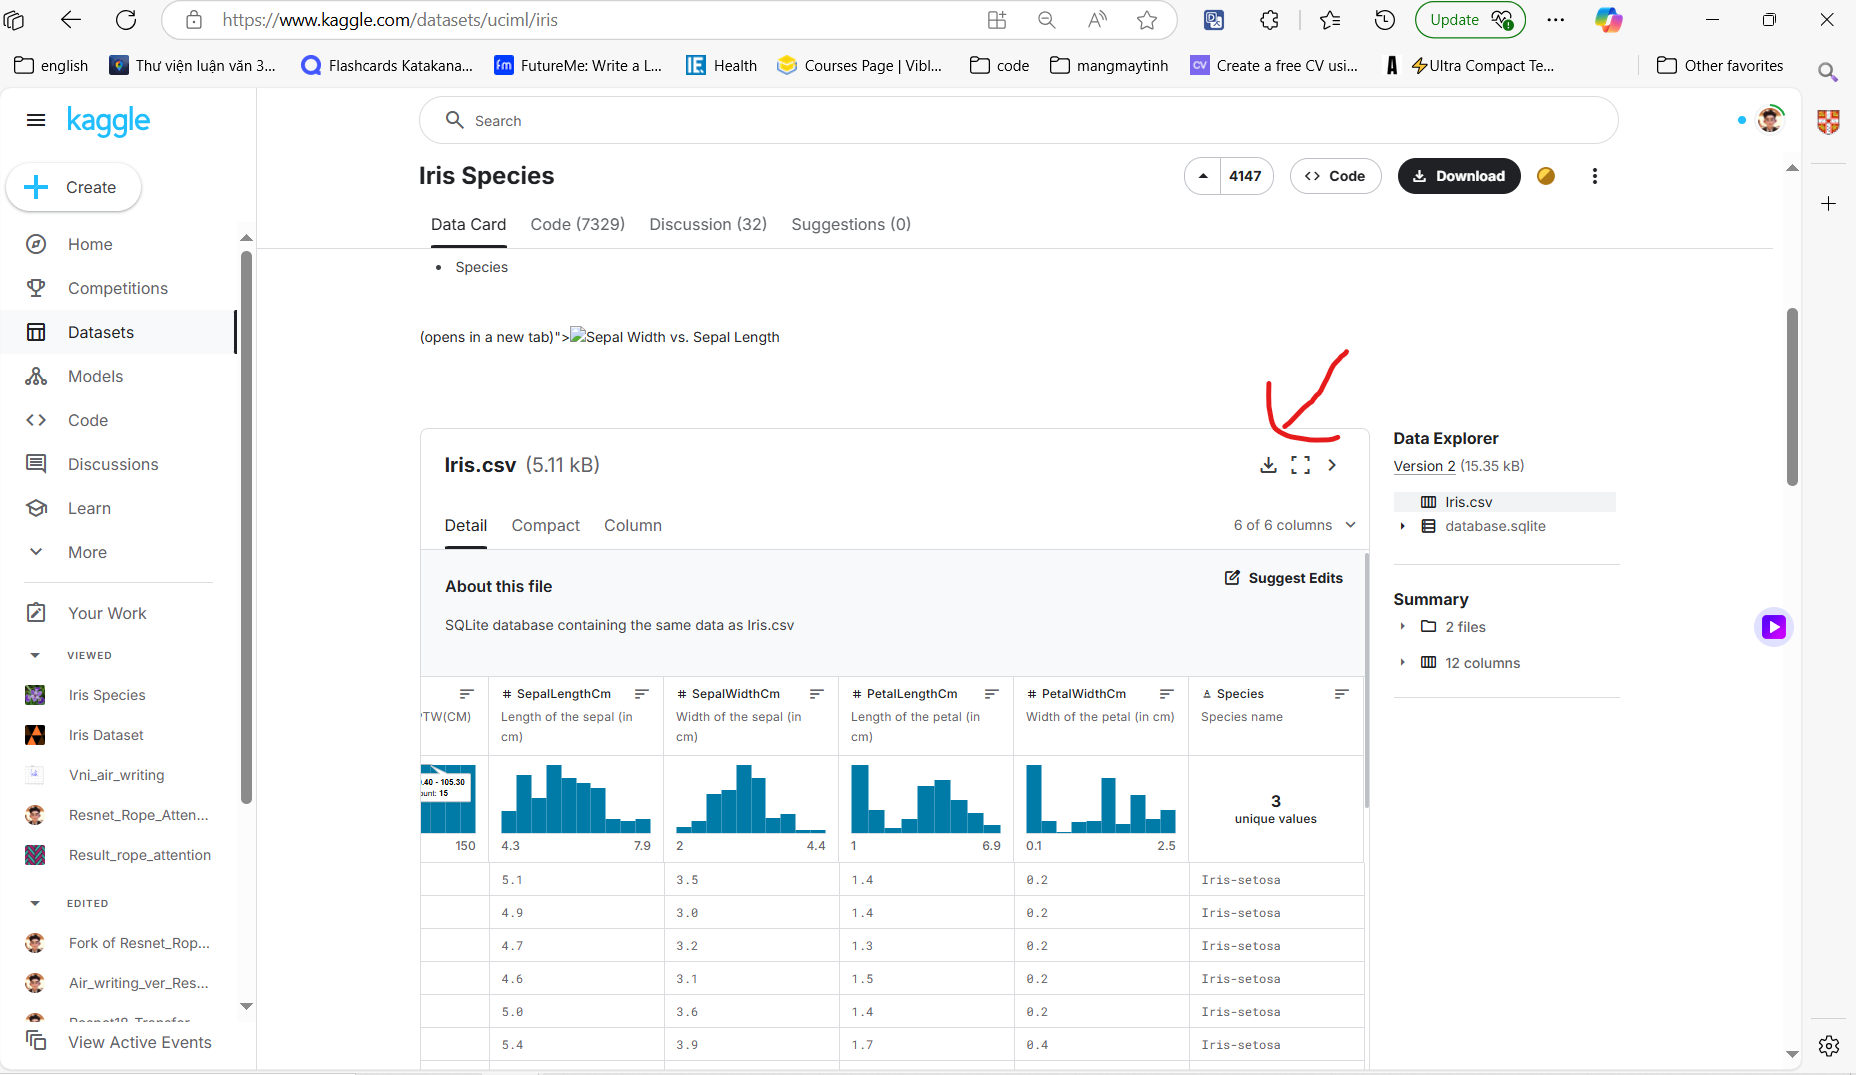 https://www.kaggle.com/datasets/uciml/iris
Update
english
Thư viện luận văn 3...
Flashcards Katakana...
FutureMe: Write a L...
Health
Courses Page | Vibl...
code
mangmaytinh
Create a free CV usi...
⚡Ultra Compact Te...
Other favorites
kaggle
Search
Create
Home
Competitions
Datasets
Models
Code
Discussions
Learn
More
Your Work
VIEWED
Iris Species
Iris Dataset
Vni_air_writing
Resnet_Rope_Atten...
Result_rope_attention
EDITED
Fork of Resnet_Rop...
Air_writing_ver_Res...
View Active Events
Iris Species
4147
Code
Download
Data Card
Code (7329)
Discussion (32)
Suggestions (0)
Species
(opens in a new tab)">Sepal Width vs. Sepal Length
Iris.csv (5.11 kB)
Detail
Compact
Column
6 of 6 columns
About this file
Suggest Edits
SQLite database containing the same data as Iris.csv
# SepalLengthCm
# SepalWidthCm
# PetalLengthCm
# PetalWidthCm
Species
TW(CM)
Length of the sepal (in cm)
Width of the sepal (in cm)
Length of the petal (in cm)
Width of the petal (in cm)
Species name
.40 - 105.30
unt: 15
150
4.3 7.9
2 4.4
1 6.9
0.1 2.5
3
unique values
5.1 3.5 1.4 0.2 Iris-setosa
4.9 3.0 1.4 0.2 Iris-setosa
4.7 3.2 1.3 0.2 Iris-setosa
4.6 3.1 1.5 0.2 Iris-setosa
5.0 3.6 1.4 0.2 Iris-setosa
5.4 3.9 1.7 0.4 Iris-setosa
Data Explorer
Version 2 (15.35 kB)
Iris.csv
database.sqlite
Summary
2 files
12 columns